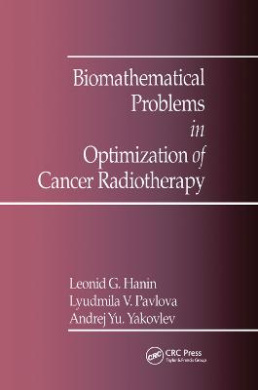 Biomathematical
Problems
in
Optimization of
Cancer Radiotherapy
Leonid G. Hanin
Lyudmila V. Pavlova
Andrej Yu. Yakovlev
CRC Press
Taylor & Francis Group